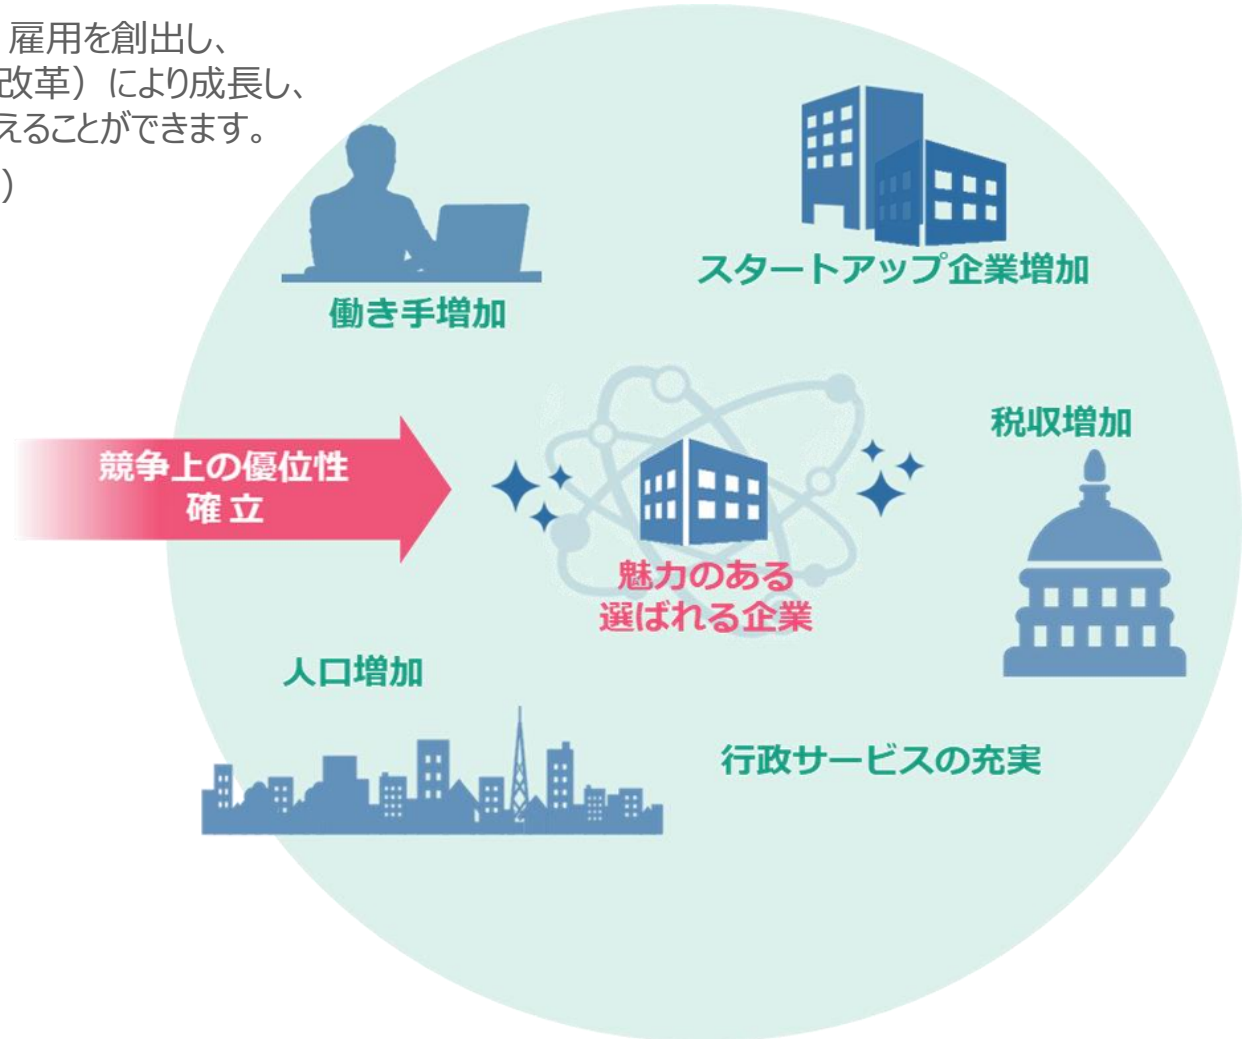 雇用を創出し、
改革）により成長し、
えることができます。
）
働き手増加
スタートアップ企業増加
税収増加
競争上の優位性
確立
魅力のある
選ばれる企業
人口増加
行政サービスの充実